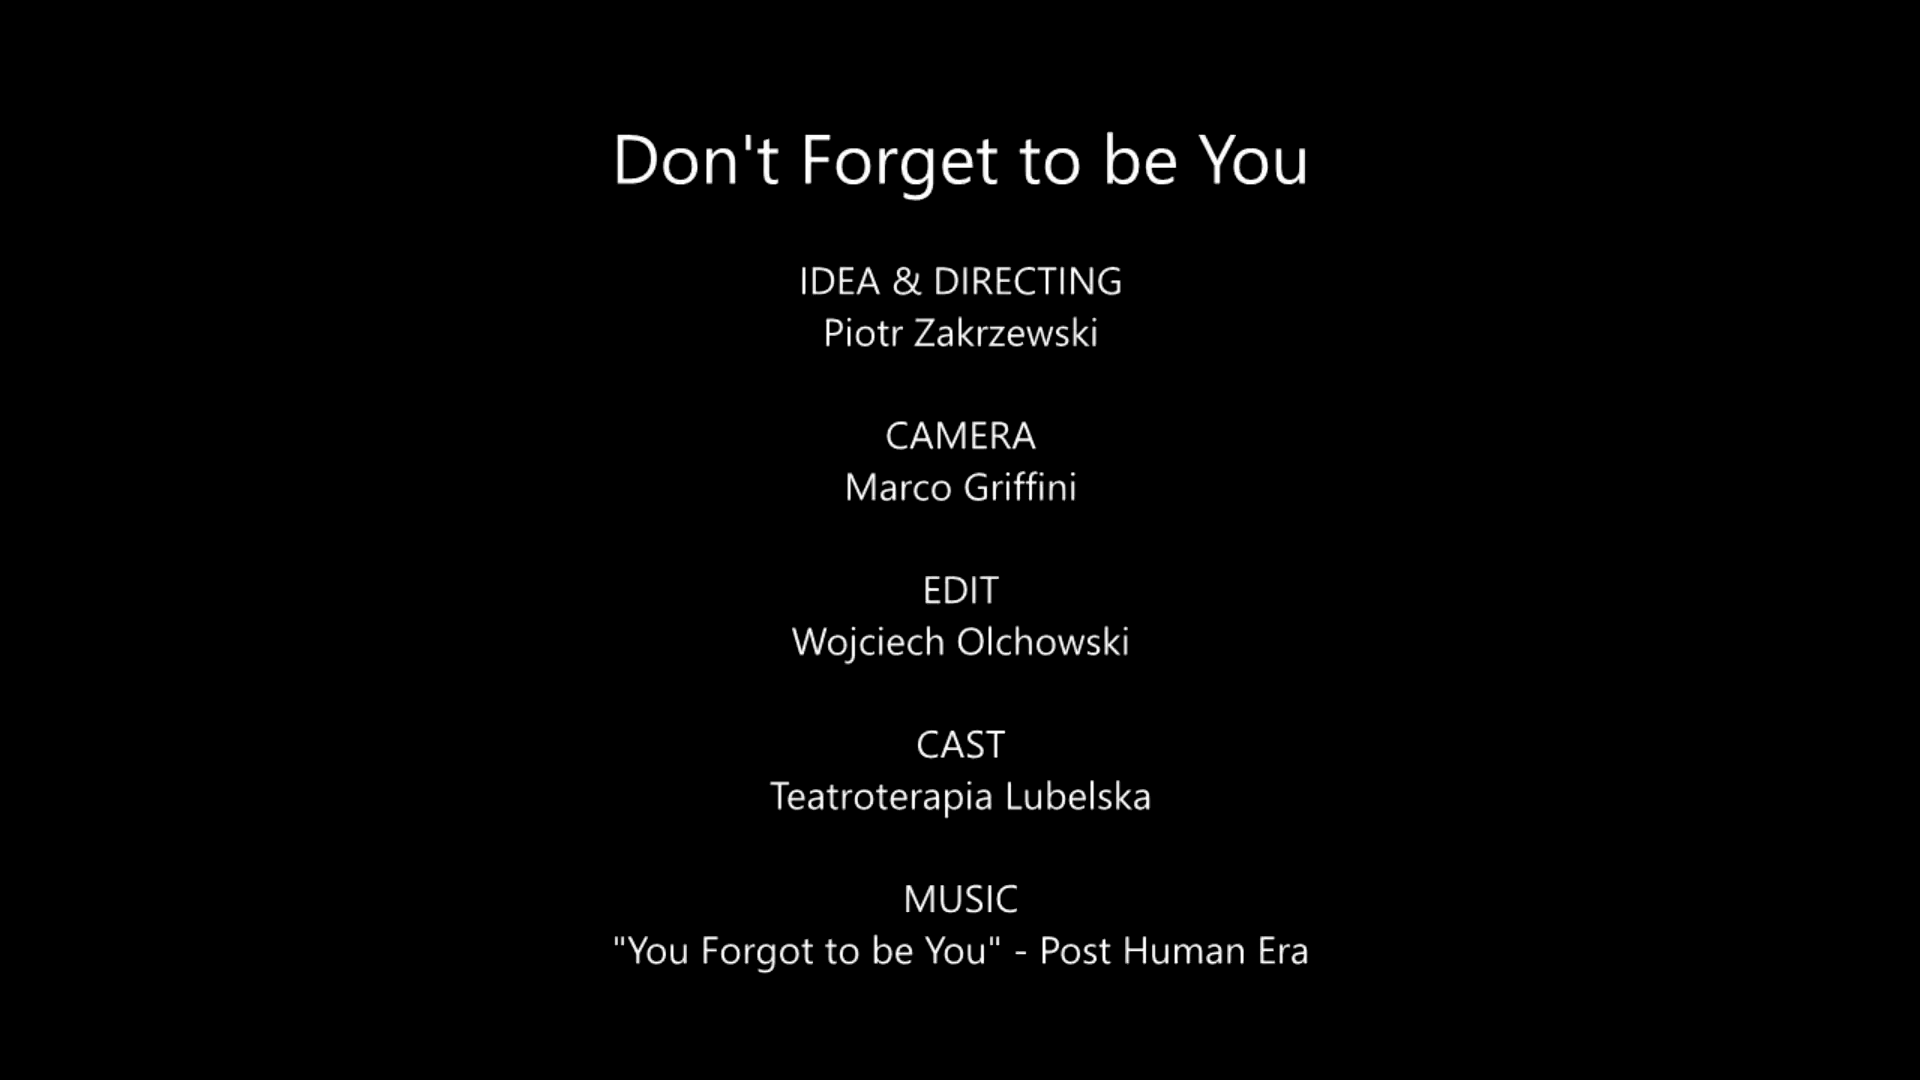 Don't Forget to be You
IDEA & DIRECTING
Piotr Zakrzewski
CAMERA
Marco Griffini
EDIT
Wojciech Olchowski
CAST
Teatroterapia Lubelska
MUSIC
"You Forgot to be You" - Post Human Era